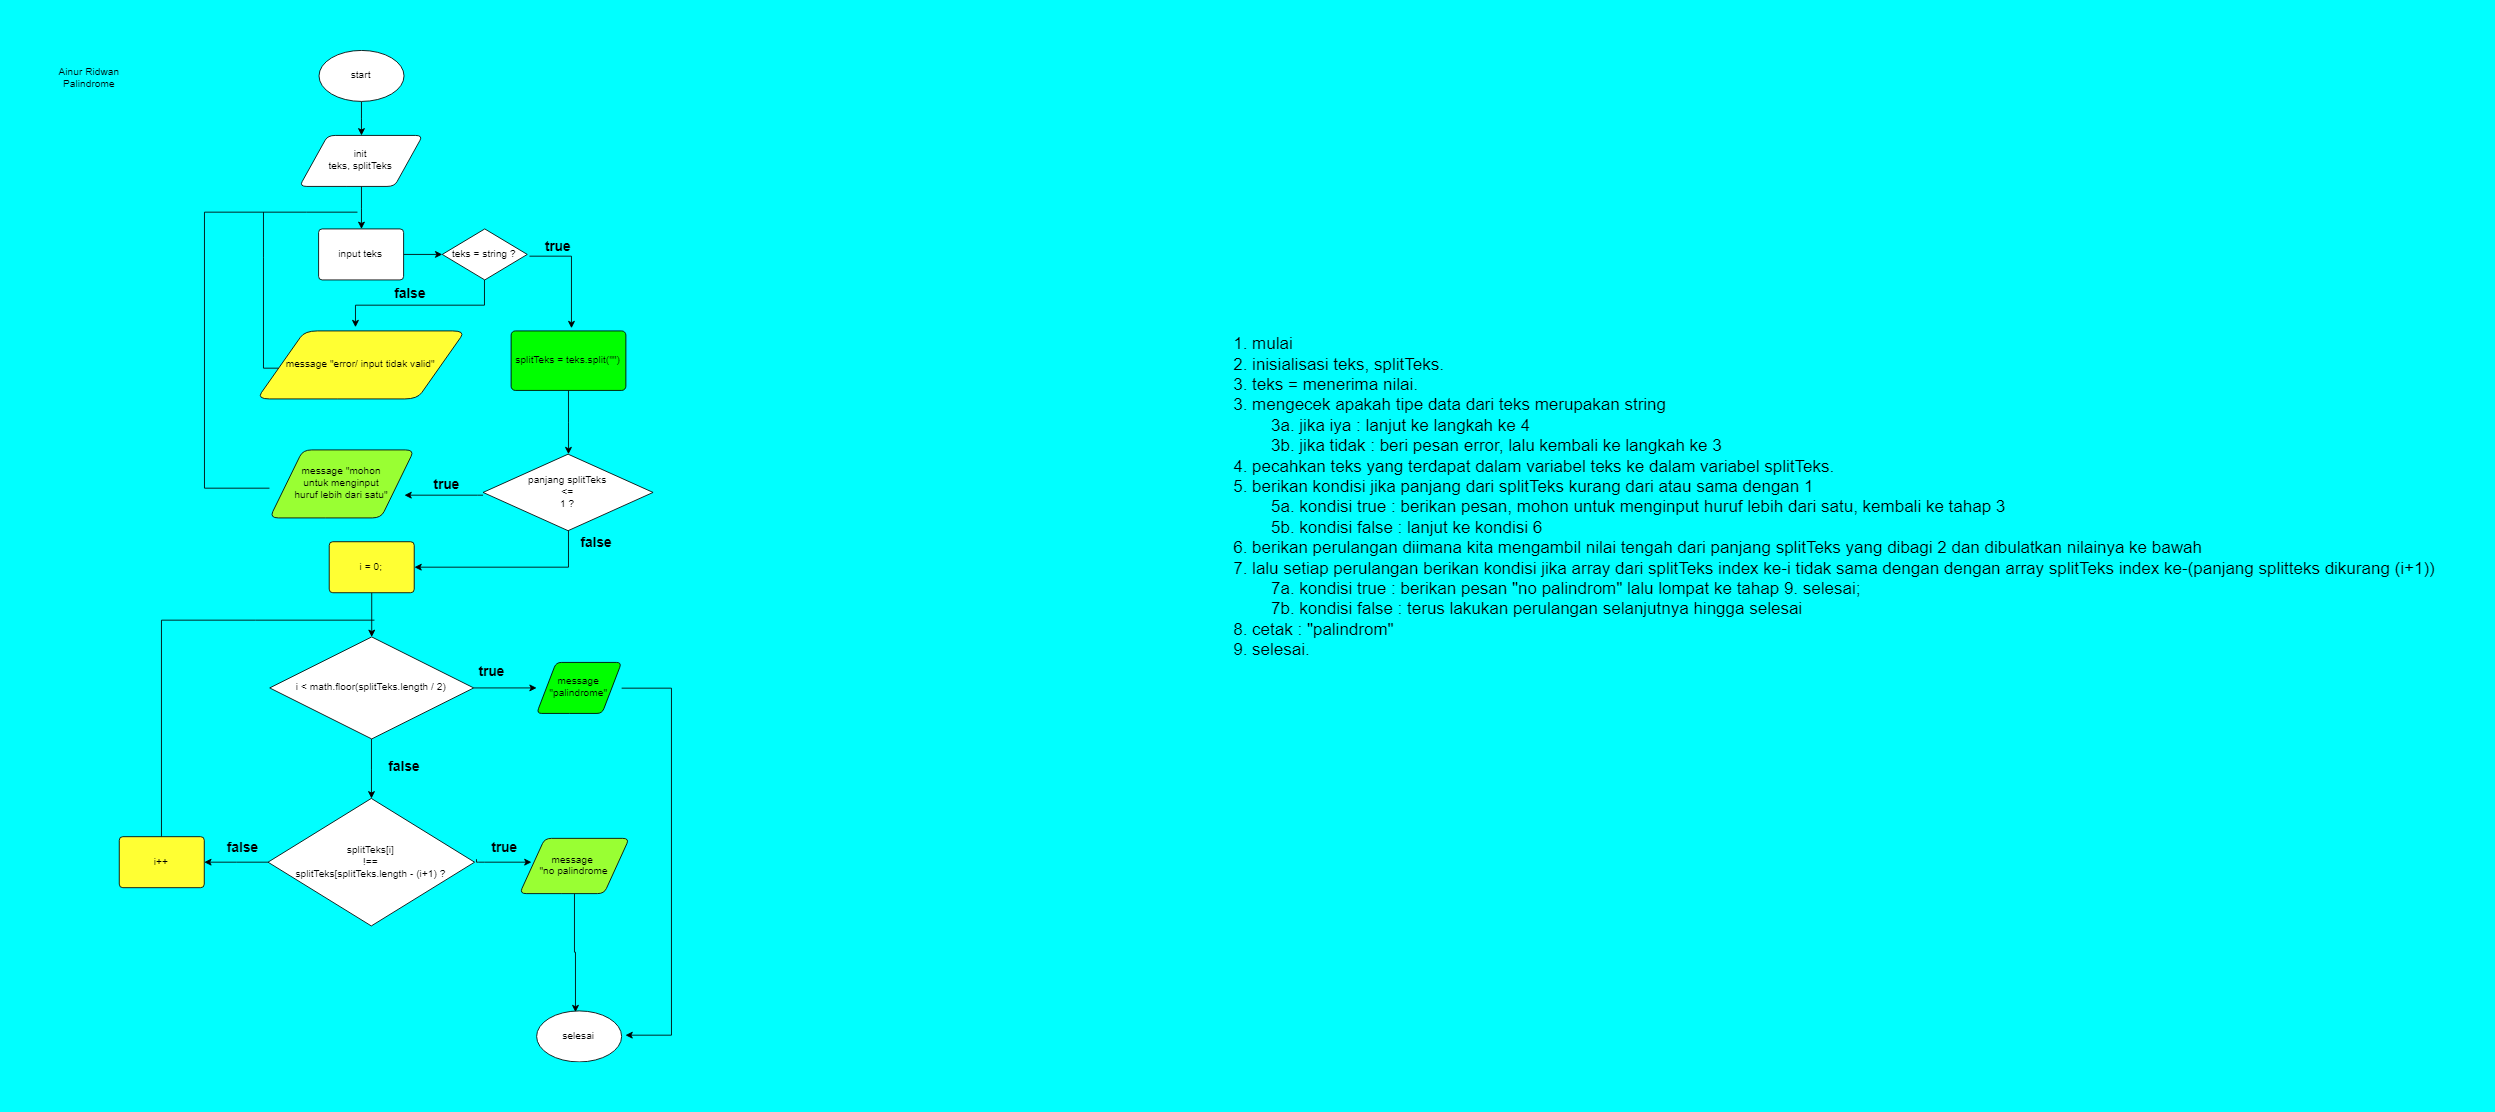 Ainur Ridwan
Palindrome
start
init
teks, splitTeks
input teks
teks = string ?
true
false
message "error/ input tidak valid"
splitTeks = teks.split("")
panjang splitTeks
<=
1 ?
true
message "mohon
untuk menginput
huruf lebih dari satu"
false
i = 0;
i < math.floor(splitTeks.length / 2)
true
message
"palindrome"
false
splitTeks[i]
!==
splitTeks[splitTeks.length - (i+1) ?
false
i++
true
message
"no palindrome
selesai
1. mulai
2. inisialisasi teks, splitTeks.
3. teks = menerima nilai.
3. mengecek apakah tipe data dari teks merupakan string
3a. jika iya : lanjut ke langkah ke 4
3b. jika tidak : beri pesan error, lalu kembali ke langkah ke 3
4. pecahkan teks yang terdapat dalam variabel teks ke dalam variabel splitTeks.
5. berikan kondisi jika panjang dari splitTeks kurang dari atau sama dengan 1
5a. kondisi true : berikan pesan, mohon untuk menginput huruf lebih dari satu, kembali ke tahap 3
5b. kondisi false : lanjut ke kondisi 6
6. berikan perulangan diimana kita mengambil nilai tengah dari panjang splitTeks yang dibagi 2 dan dibulatkan nilainya ke bawah
7. lalu setiap perulangan berikan kondisi jika array dari splitTeks index ke-i tidak sama dengan dengan array splitTeks index ke-(panjang splitteks dikurang (i+1))
7a. kondisi true : berikan pesan "no palindrom" lalu lompat ke tahap 9. selesai;
7b. kondisi false : terus lakukan perulangan selanjutnya hingga selesai
8. cetak : "palindrom"
9. selesai.